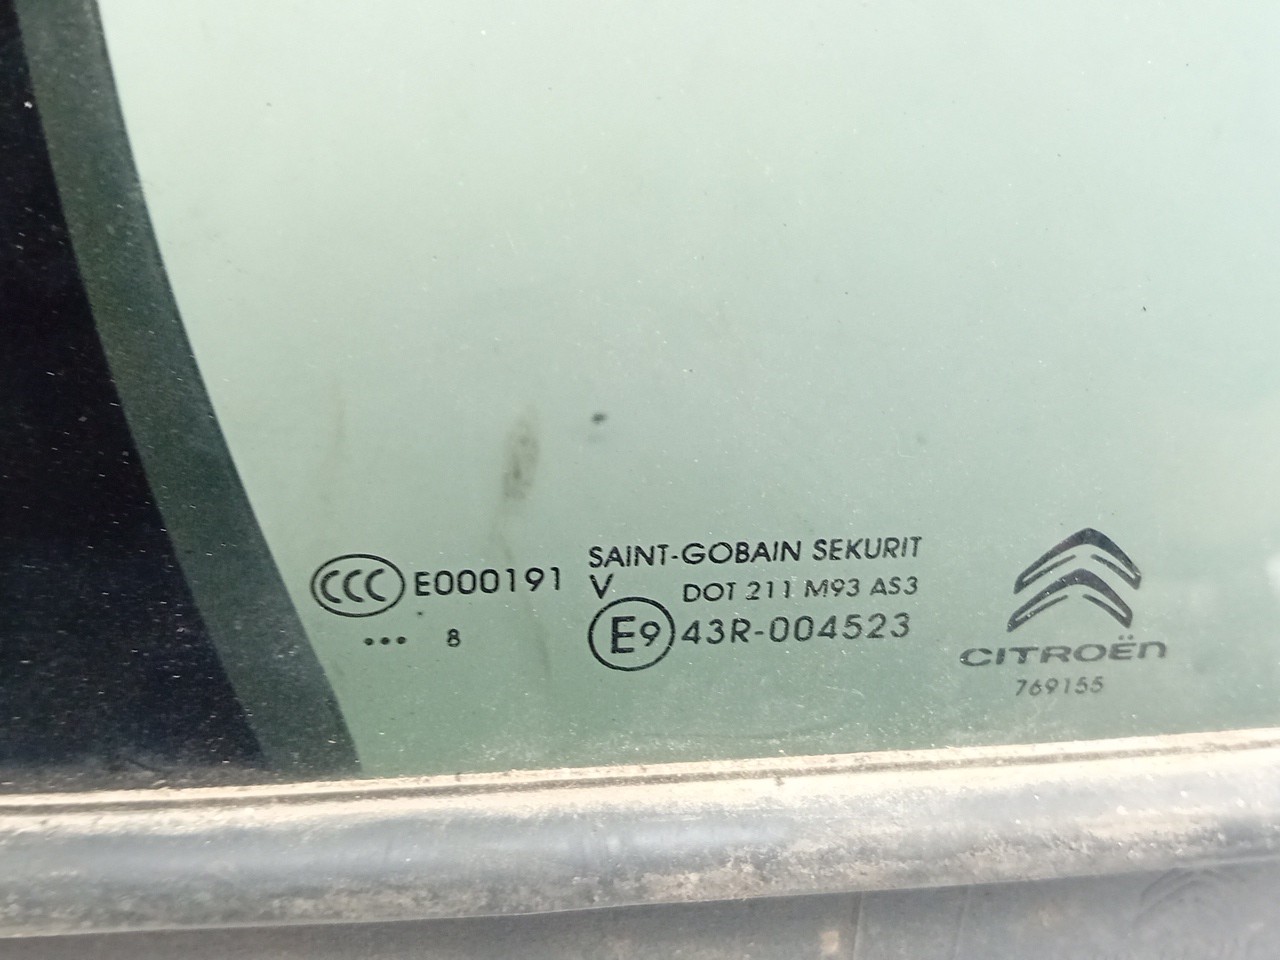 CCC E000191
••• 8
SAINT-GOBAIN SEKURIT
V DOT 211 M93 AS3
E9 43R-004523
CITROËN
769155